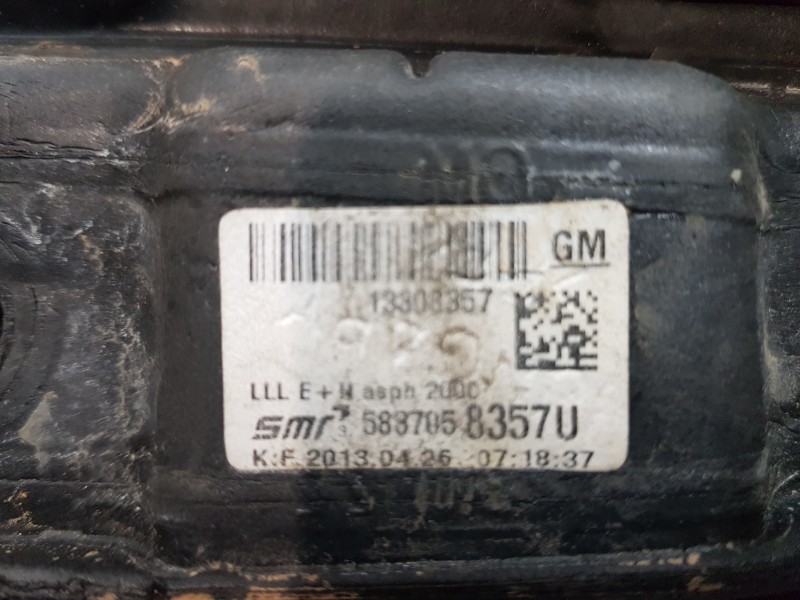 GM
13308357
LLL E + H asph 2000
SMR 583705 8357U
K:F 2013.04.26 07:18:37